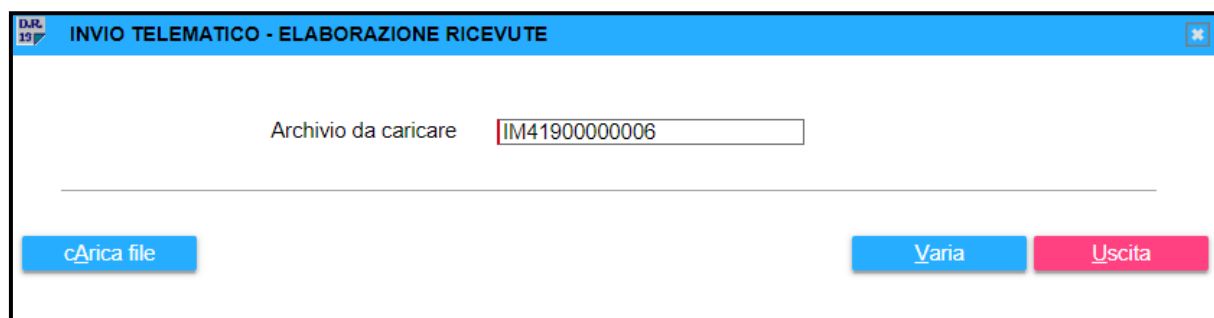 D.R.
19
INVIO TELEMATICO - ELABORAZIONE RICEVUTE
Archivio da caricare IM41900000006
cArica file Varia Uscita